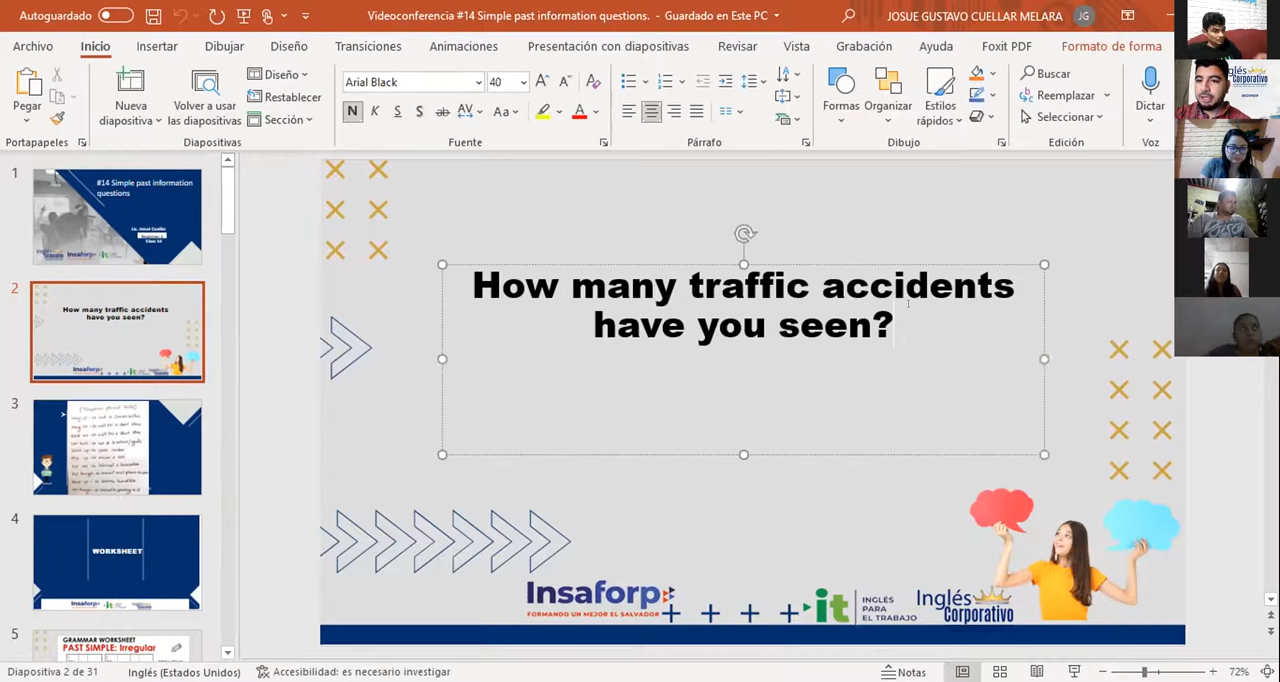 Autoguardado
Videoconferencia #14 Simple past information questions. - Guardado en Este PC
JOSUE GUSTAVO CUELLAR MELARA
JG
Archivo Inicio Insertar Dibujar Diseño Transiciones Animaciones Presentación con diapositivas Revisar Vista Grabación Ayuda Foxit PDF Formato de forma
Pegar
Portapapeles
Nueva diapositiva
Volver a usar las diapositivas
Diseño
Restablecer
Sección
Diapositivas
Arial Black 40
N K S S ab AV Aa A
Fuente
Párrafo
Formas
Organizar
Estilos rápidos
Dibujo
Buscar
Reemplazar
Seleccionar
Edición
Dictar
Voz
1
#14 Simple past information
questions
2
How many traffic accidents
have you seen?
Insaforp
3
4
WORKSHEET
Insaforp
5
GRAMMAR WORKSHEET
PAST SIMPLE: Irregular
How many traffic accidents
have you seen?
Insaforp
FORMANDO UN MEJOR EL SALVADOR
it
INGLÉS
PARA
EL TRABAJO
Inglés
Corporativo
Diapositiva 2 de 31
Inglés (Estados Unidos)
Accesibilidad: es necesario investigar
Notas
72%